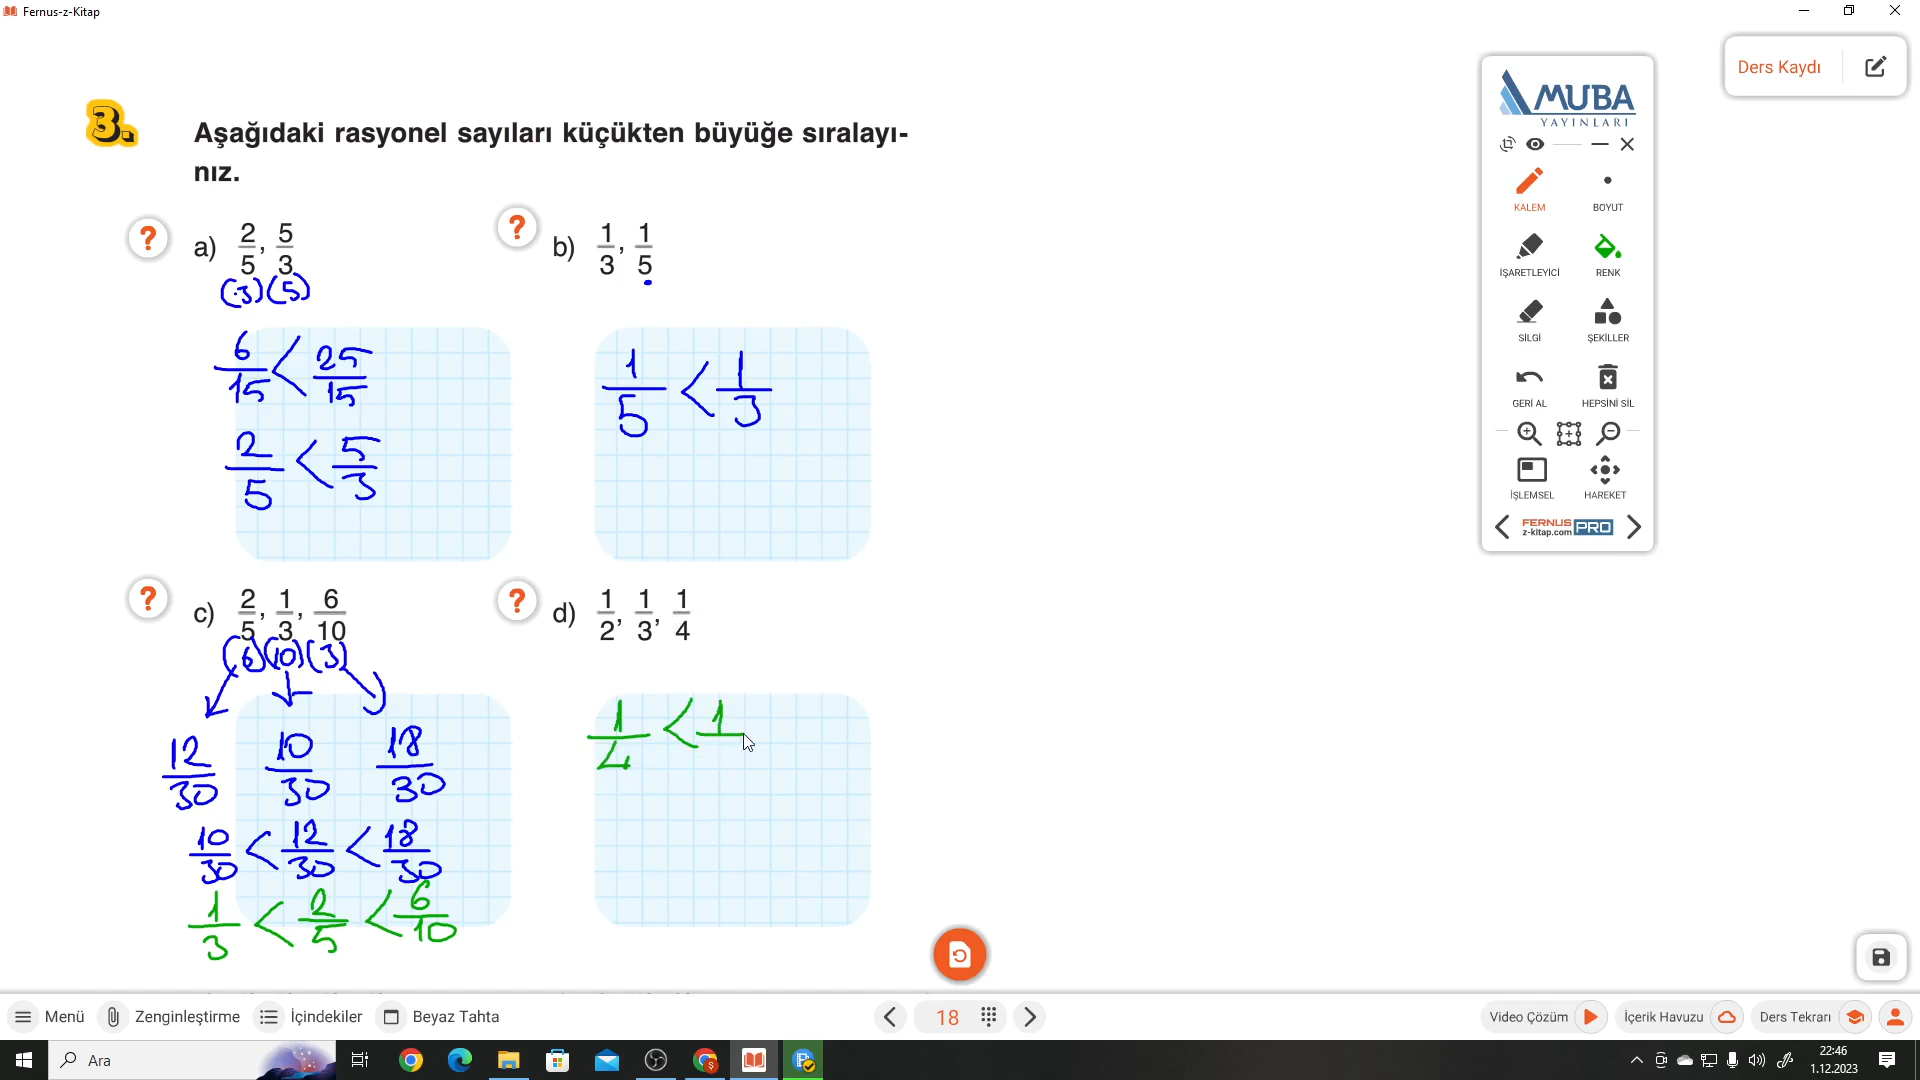 Fernus-z-Kitap
Ders Kaydı
3. Aşağıdaki rasyonel sayıları küçükten büyüğe sıralayı-
nız.
a) 2/5, 5/3
(·3)(5)
6/15 < 25/15
2/5 < 5/3
b) 1/3, 1/5
1/5 < 1/3
c) 2/5, 1/3, 6/10
(6)(10)(3)
12/30 10/30 18/30
10/30 < 12/30 < 18/30
1/3 < 2/5 < 6/10
d) 1/2, 1/3, 1/4
1/4 < 1
MUBA
YAYINLARI
KALEM BOYUT
İŞARETLEYİCİ RENK
SİLGİ ŞEKİLLER
GERİ AL HEPSİNİ SİL
İŞLEMSEL HAREKET
FERNUS PRO
z-kitap.com
Menü Zenginleştirme İçindekiler Beyaz Tahta 18 Video Çözüm İçerik Havuzu Ders Tekrarı
Ara
22:46
1.12.2023